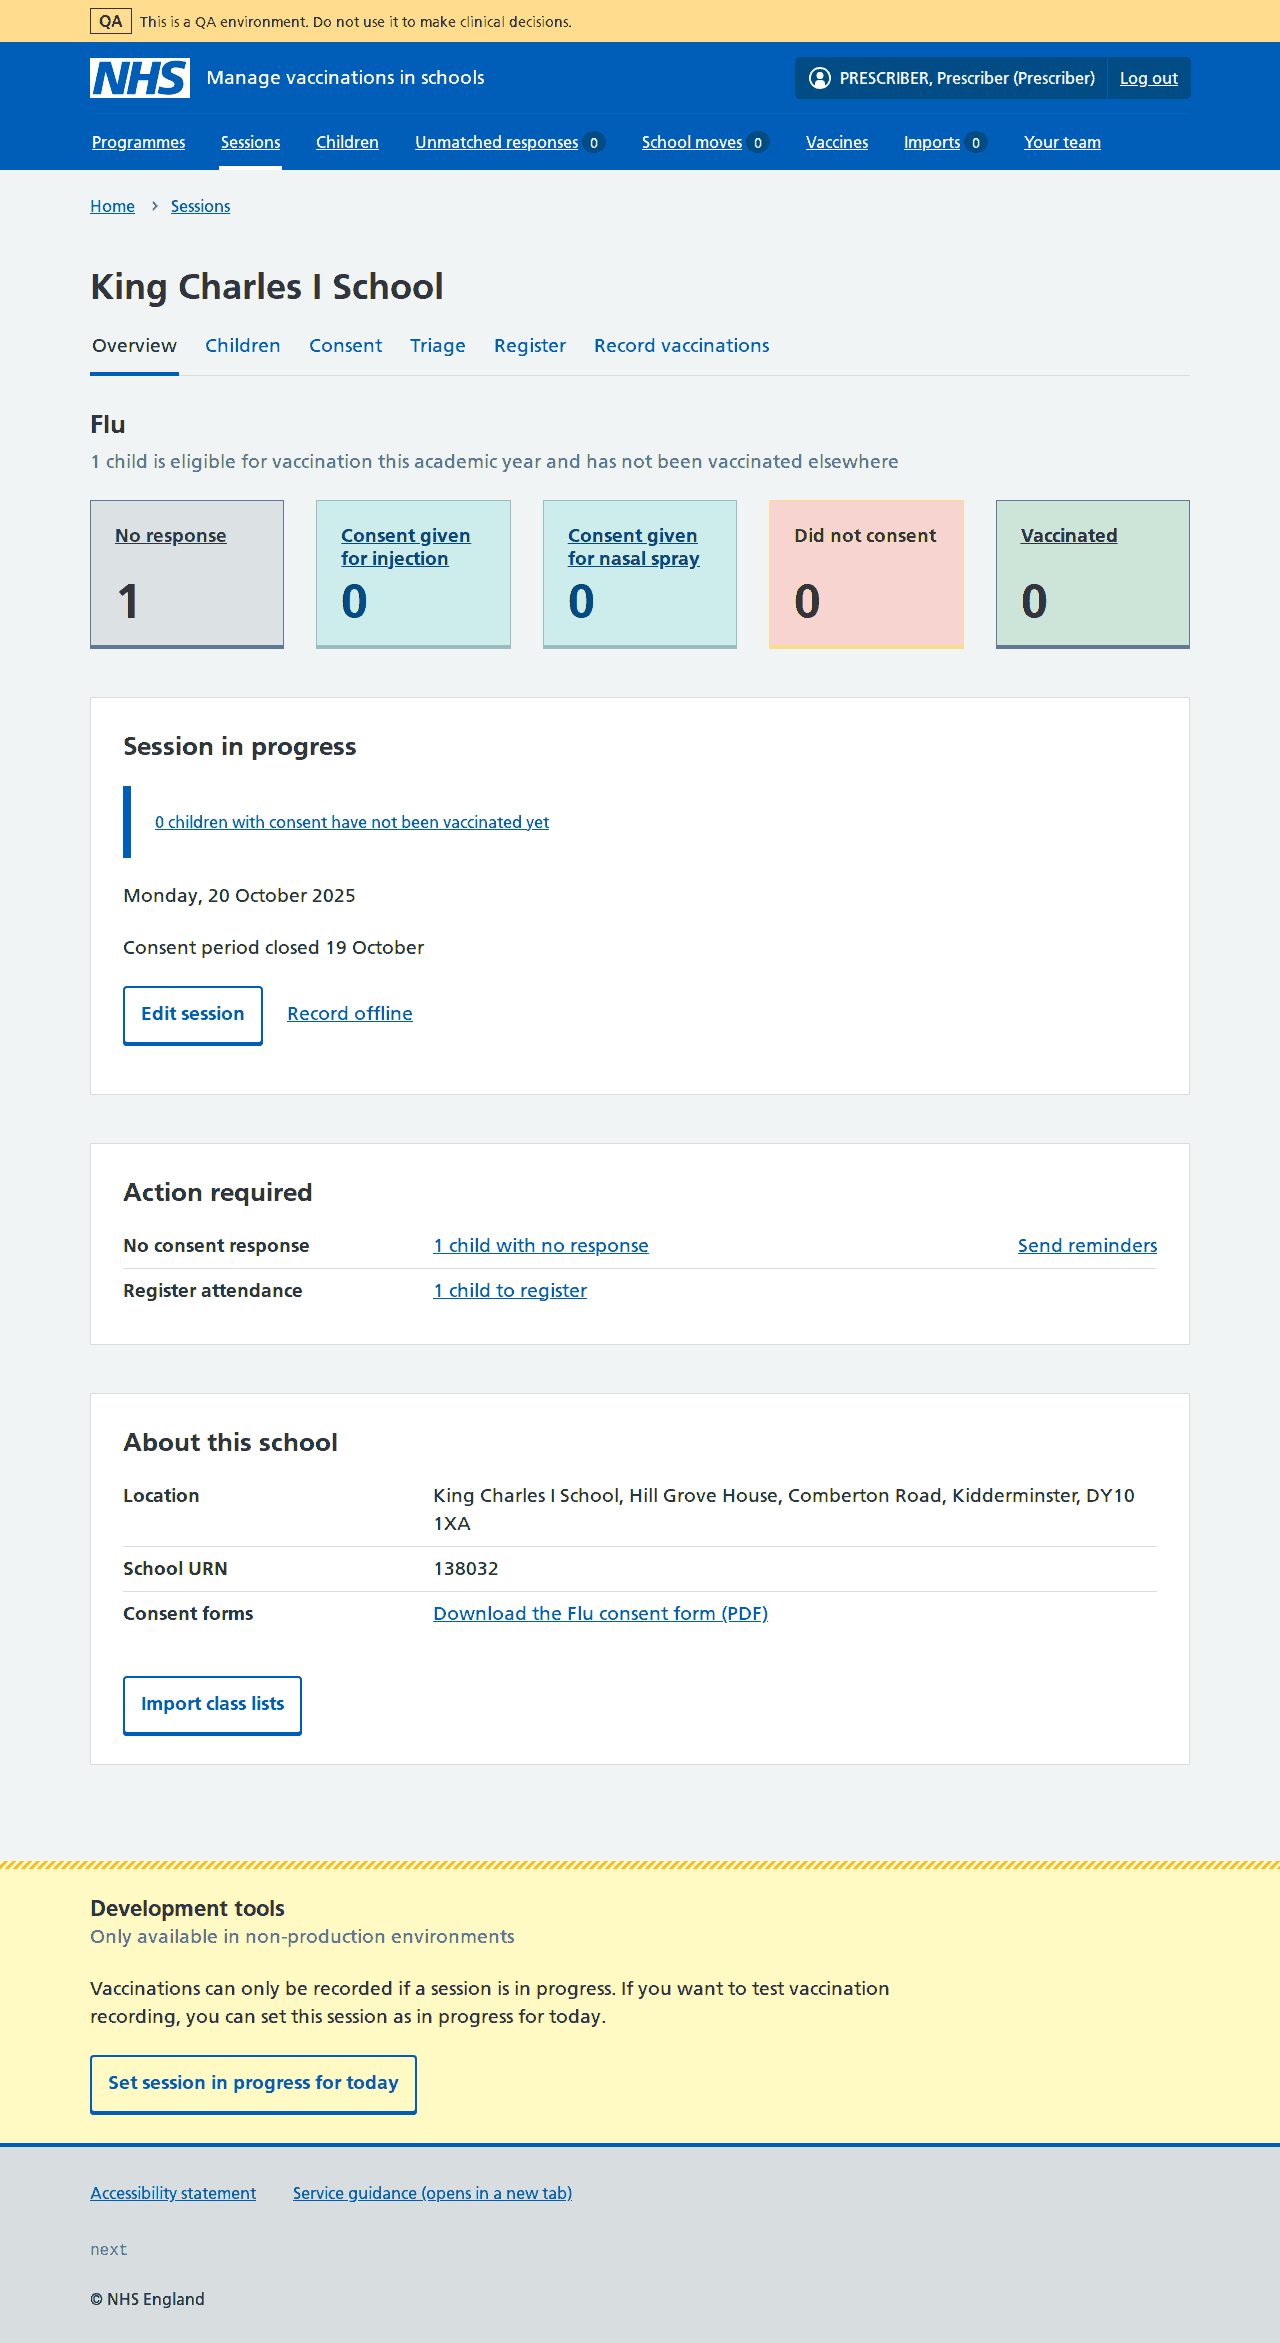 QA This is a QA environment. Do not use it to make clinical decisions.
NHS Manage vaccinations in schools PRESCRIBER, Prescriber (Prescriber) Log out
Programmes Sessions Children Unmatched responses 0 School moves 0 Vaccines Imports 0 Your team
Home › Sessions
King Charles I School
Overview Children Consent Triage Register Record vaccinations
Flu
1 child is eligible for vaccination this academic year and has not been vaccinated elsewhere
No response
1
Consent given
for injection
0
Consent given
for nasal spray
0
Did not consent
0
Vaccinated
0
Session in progress
0 children with consent have not been vaccinated yet
Monday, 20 October 2025
Consent period closed 19 October
Edit session Record offline
Action required
No consent response 1 child with no response Send reminders
Register attendance 1 child to register
About this school
Location King Charles I School, Hill Grove House, Comberton Road, Kidderminster, DY10
1XA
School URN 138032
Consent forms Download the Flu consent form (PDF)
Import class lists
Development tools
Only available in non-production environments
Vaccinations can only be recorded if a session is in progress. If you want to test vaccination
recording, you can set this session as in progress for today.
Set session in progress for today
Accessibility statement Service guidance (opens in a new tab)
next
© NHS England